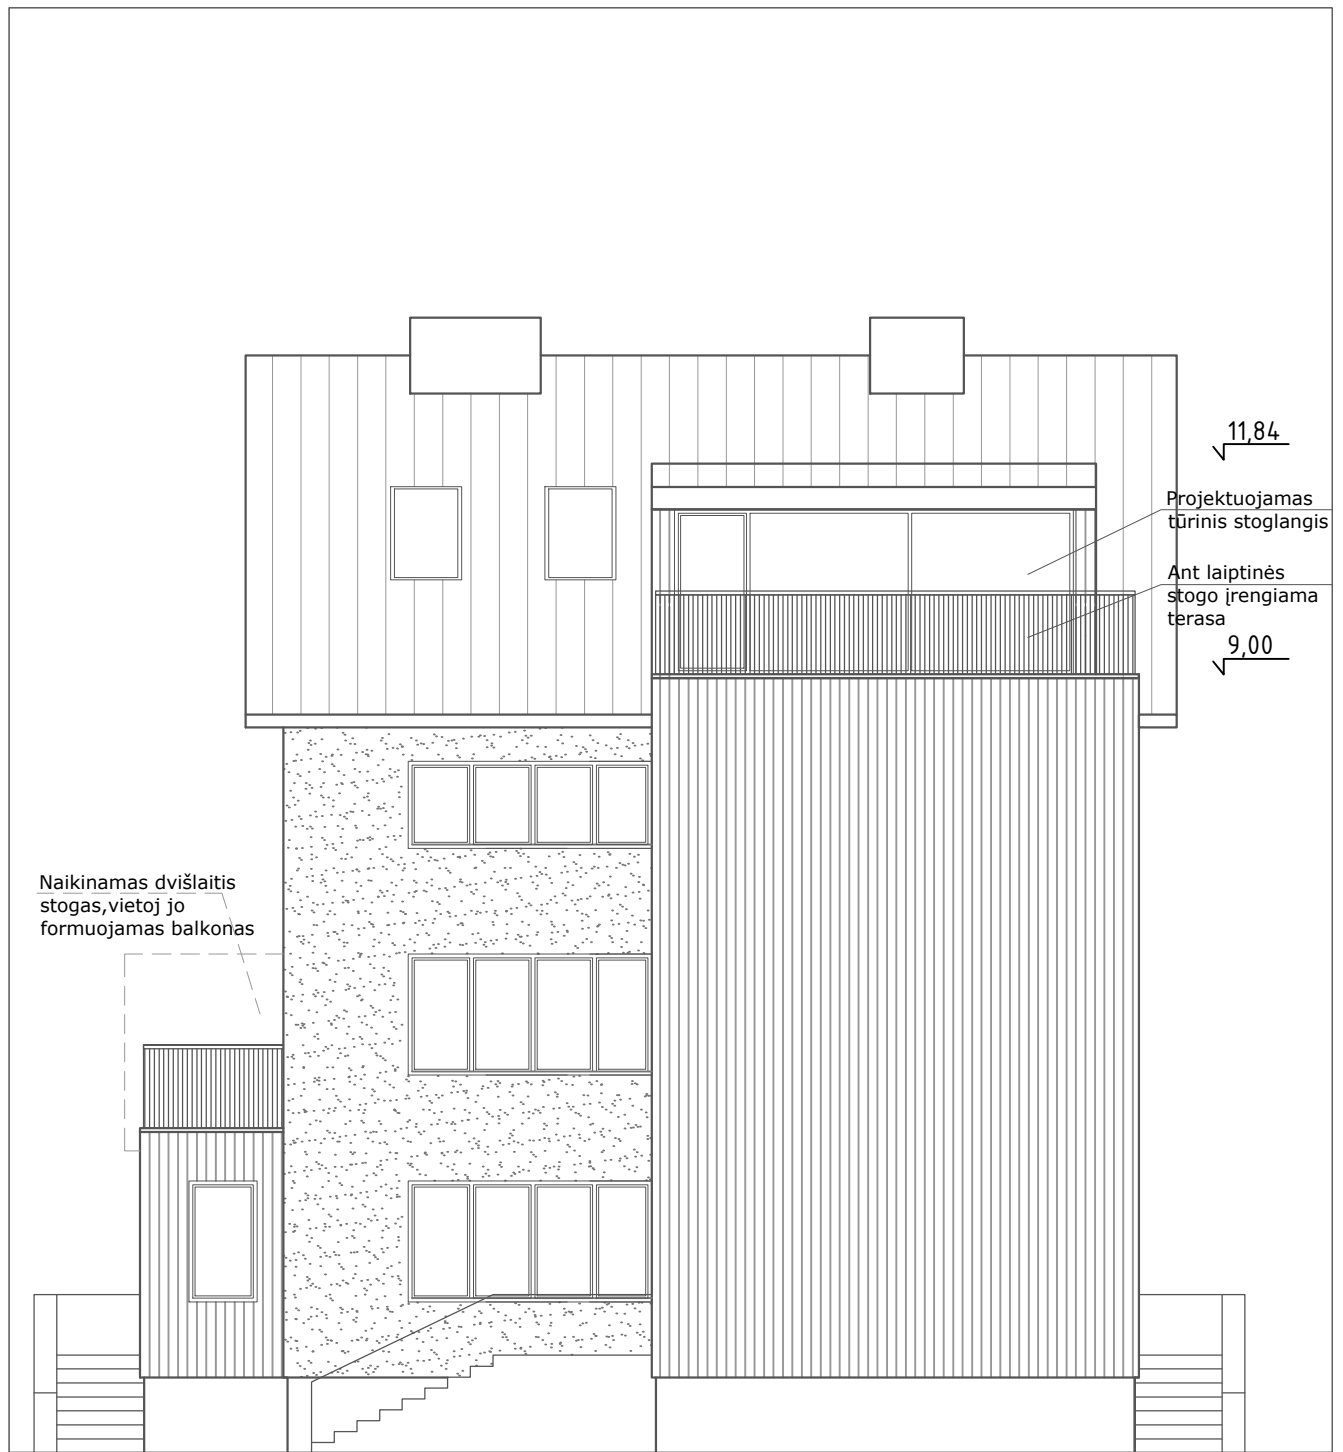 11,84
Projektuojamas
tūrinis stoglangis
Ant laiptinės
stogo įrengiama
terasa
9,00
Naikinamas dvišlaitis
stogas,vietoj jo
formuojamas balkonas